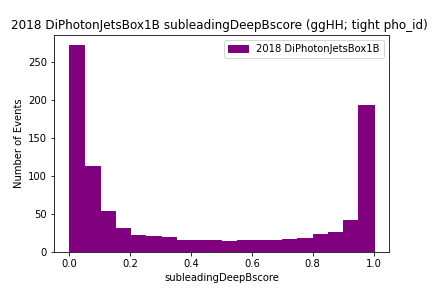 2018 DiPhotonJetsBox1B subleadingDeepBscore (ggHH; tight pho_id)
2018 DiPhotonJetsBox1B
Number of Events
250
200
150
100
50
0
0.0 0.2 0.4 0.6 0.8 1.0
subleadingDeepBscore